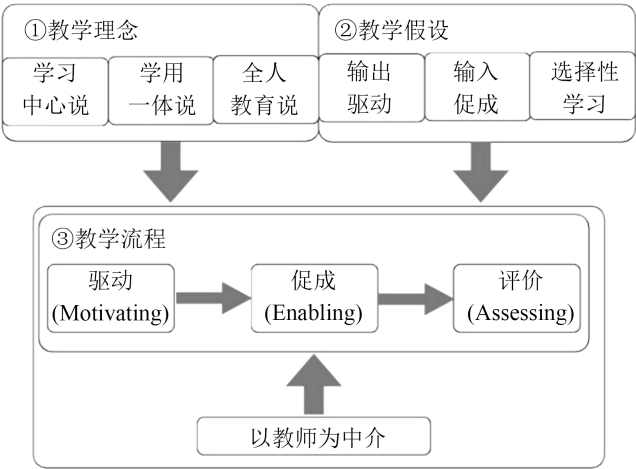 ①教学理念
学习
中心说
学用
一体说
全人
教育说
②教学假设
输出
驱动
输入
促成
选择性
学习
③教学流程
驱动
(Motivating)
促成
(Enabling)
评价
(Assessing)
以教师为中介